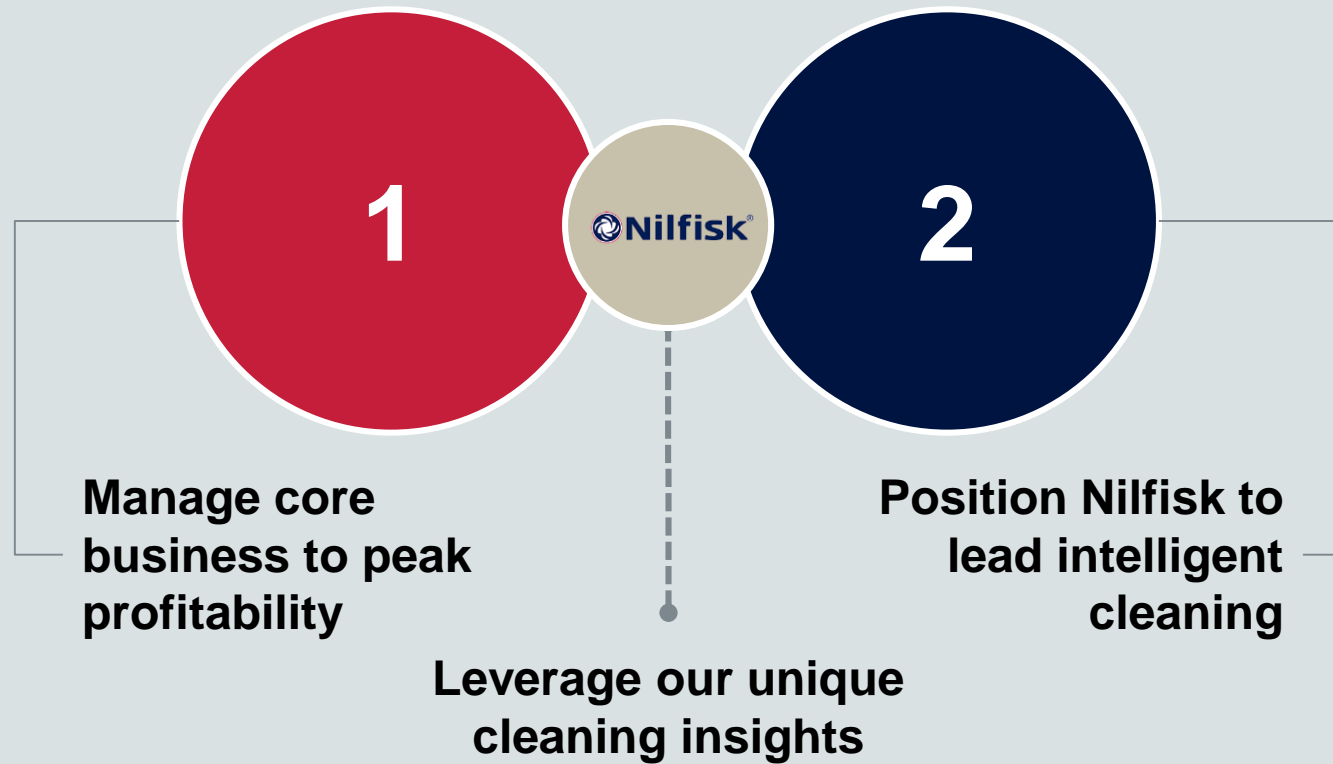 1
Nilfisk®
2
Manage core
business to peak
profitability
Position Nilfisk to
lead intelligent
cleaning
Leverage our unique
cleaning insights